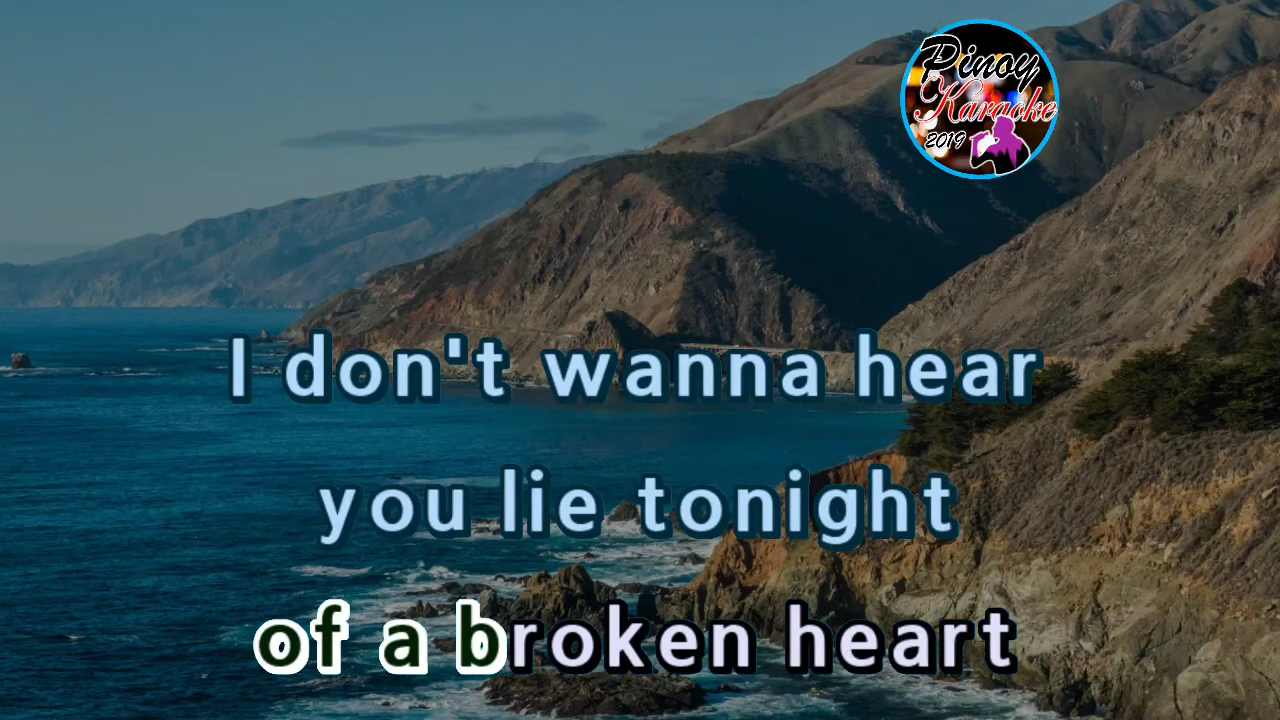 Pinoy
Karaoke
2019
I don't wanna hear
you lie tonight
of a broken heart